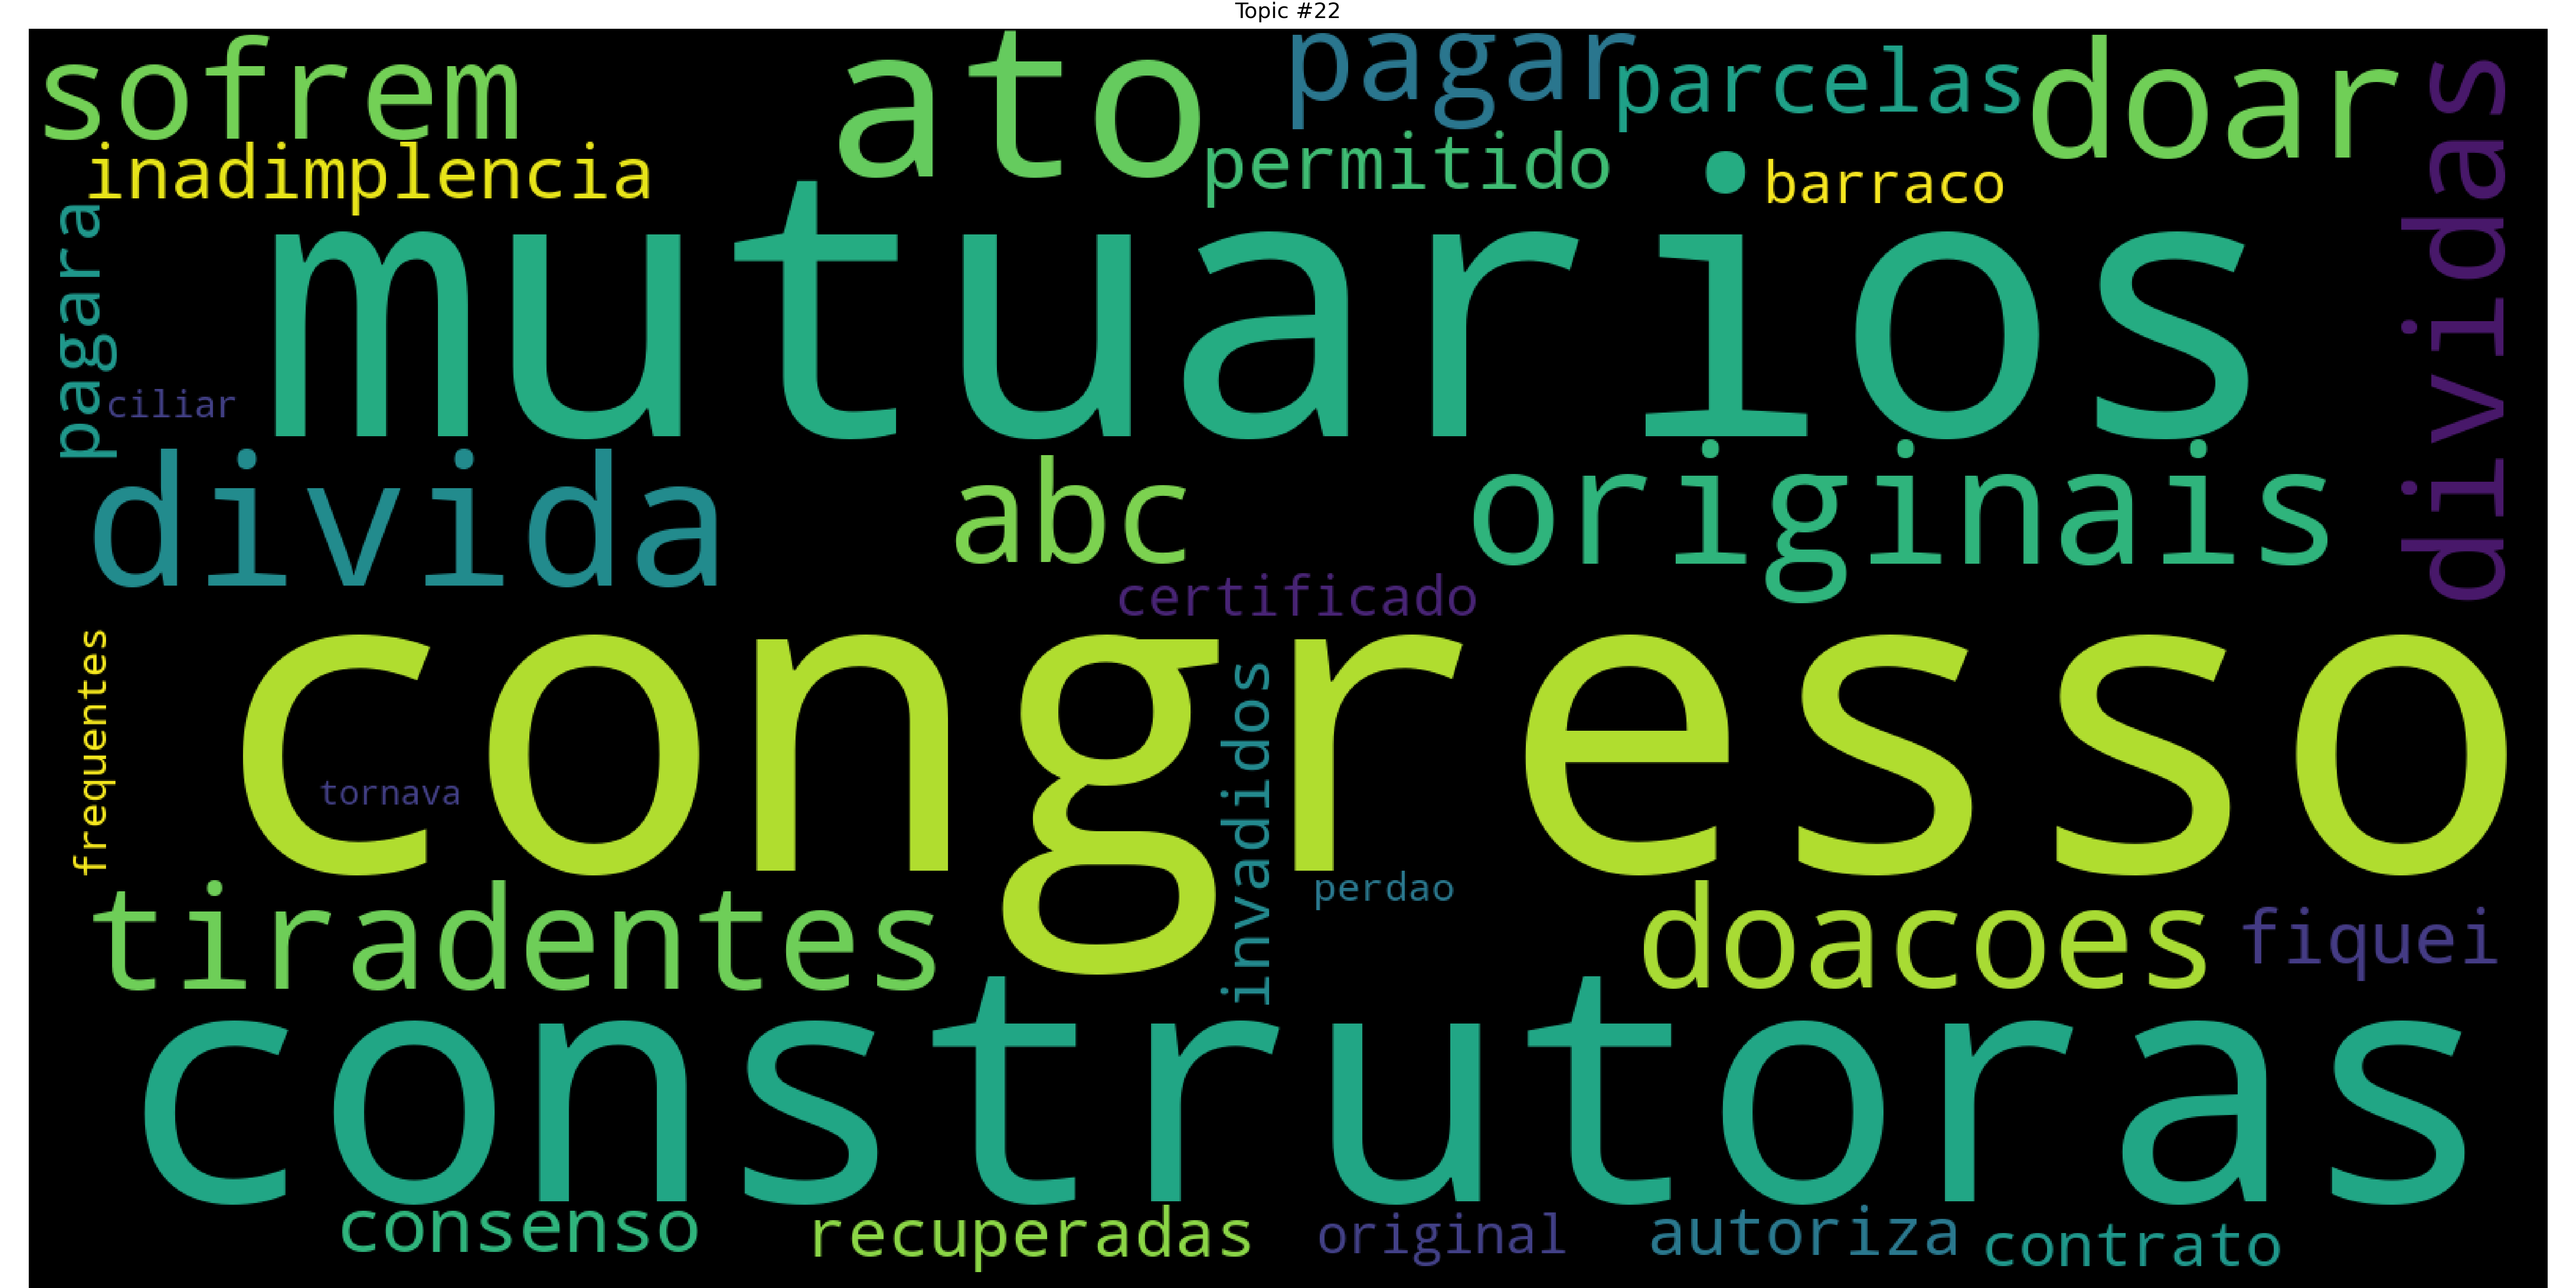 Topic #22
sofrem
ato
pagar
parcelas
doar
dividas
inadimplencia
permitido
barraco
pagara
mutuarios
ciliar
divida
abc
originais
certificado
congresso
frequentes
tornava
invadidos
perdao
tiradentes
doacoes
fiquei
construtoras
consenso
recuperadas
original
autoriza
contrato